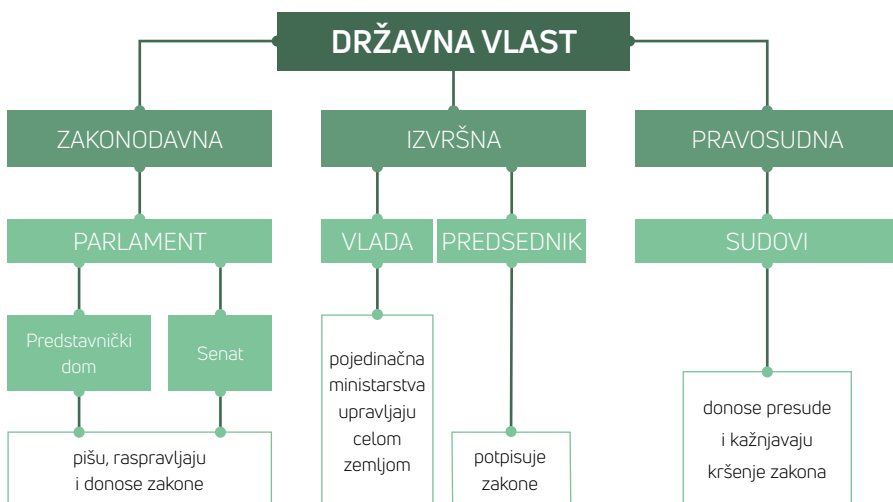 DRŽAVNA VLAST
ZAKONODAVNA
IZVRŠNA
PRAVOSUDNA
PARLAMENT
VLADA
PREDSEDNIK
SUDOVI
Predstavnički
dom
Senat
pišu, raspravljaju
i donose zakone
pojedinačna
ministarstva
upravljaju
celom
zemljom
potpisuje
zakone
donose presude
i kažnjavaju
kršenje zakona